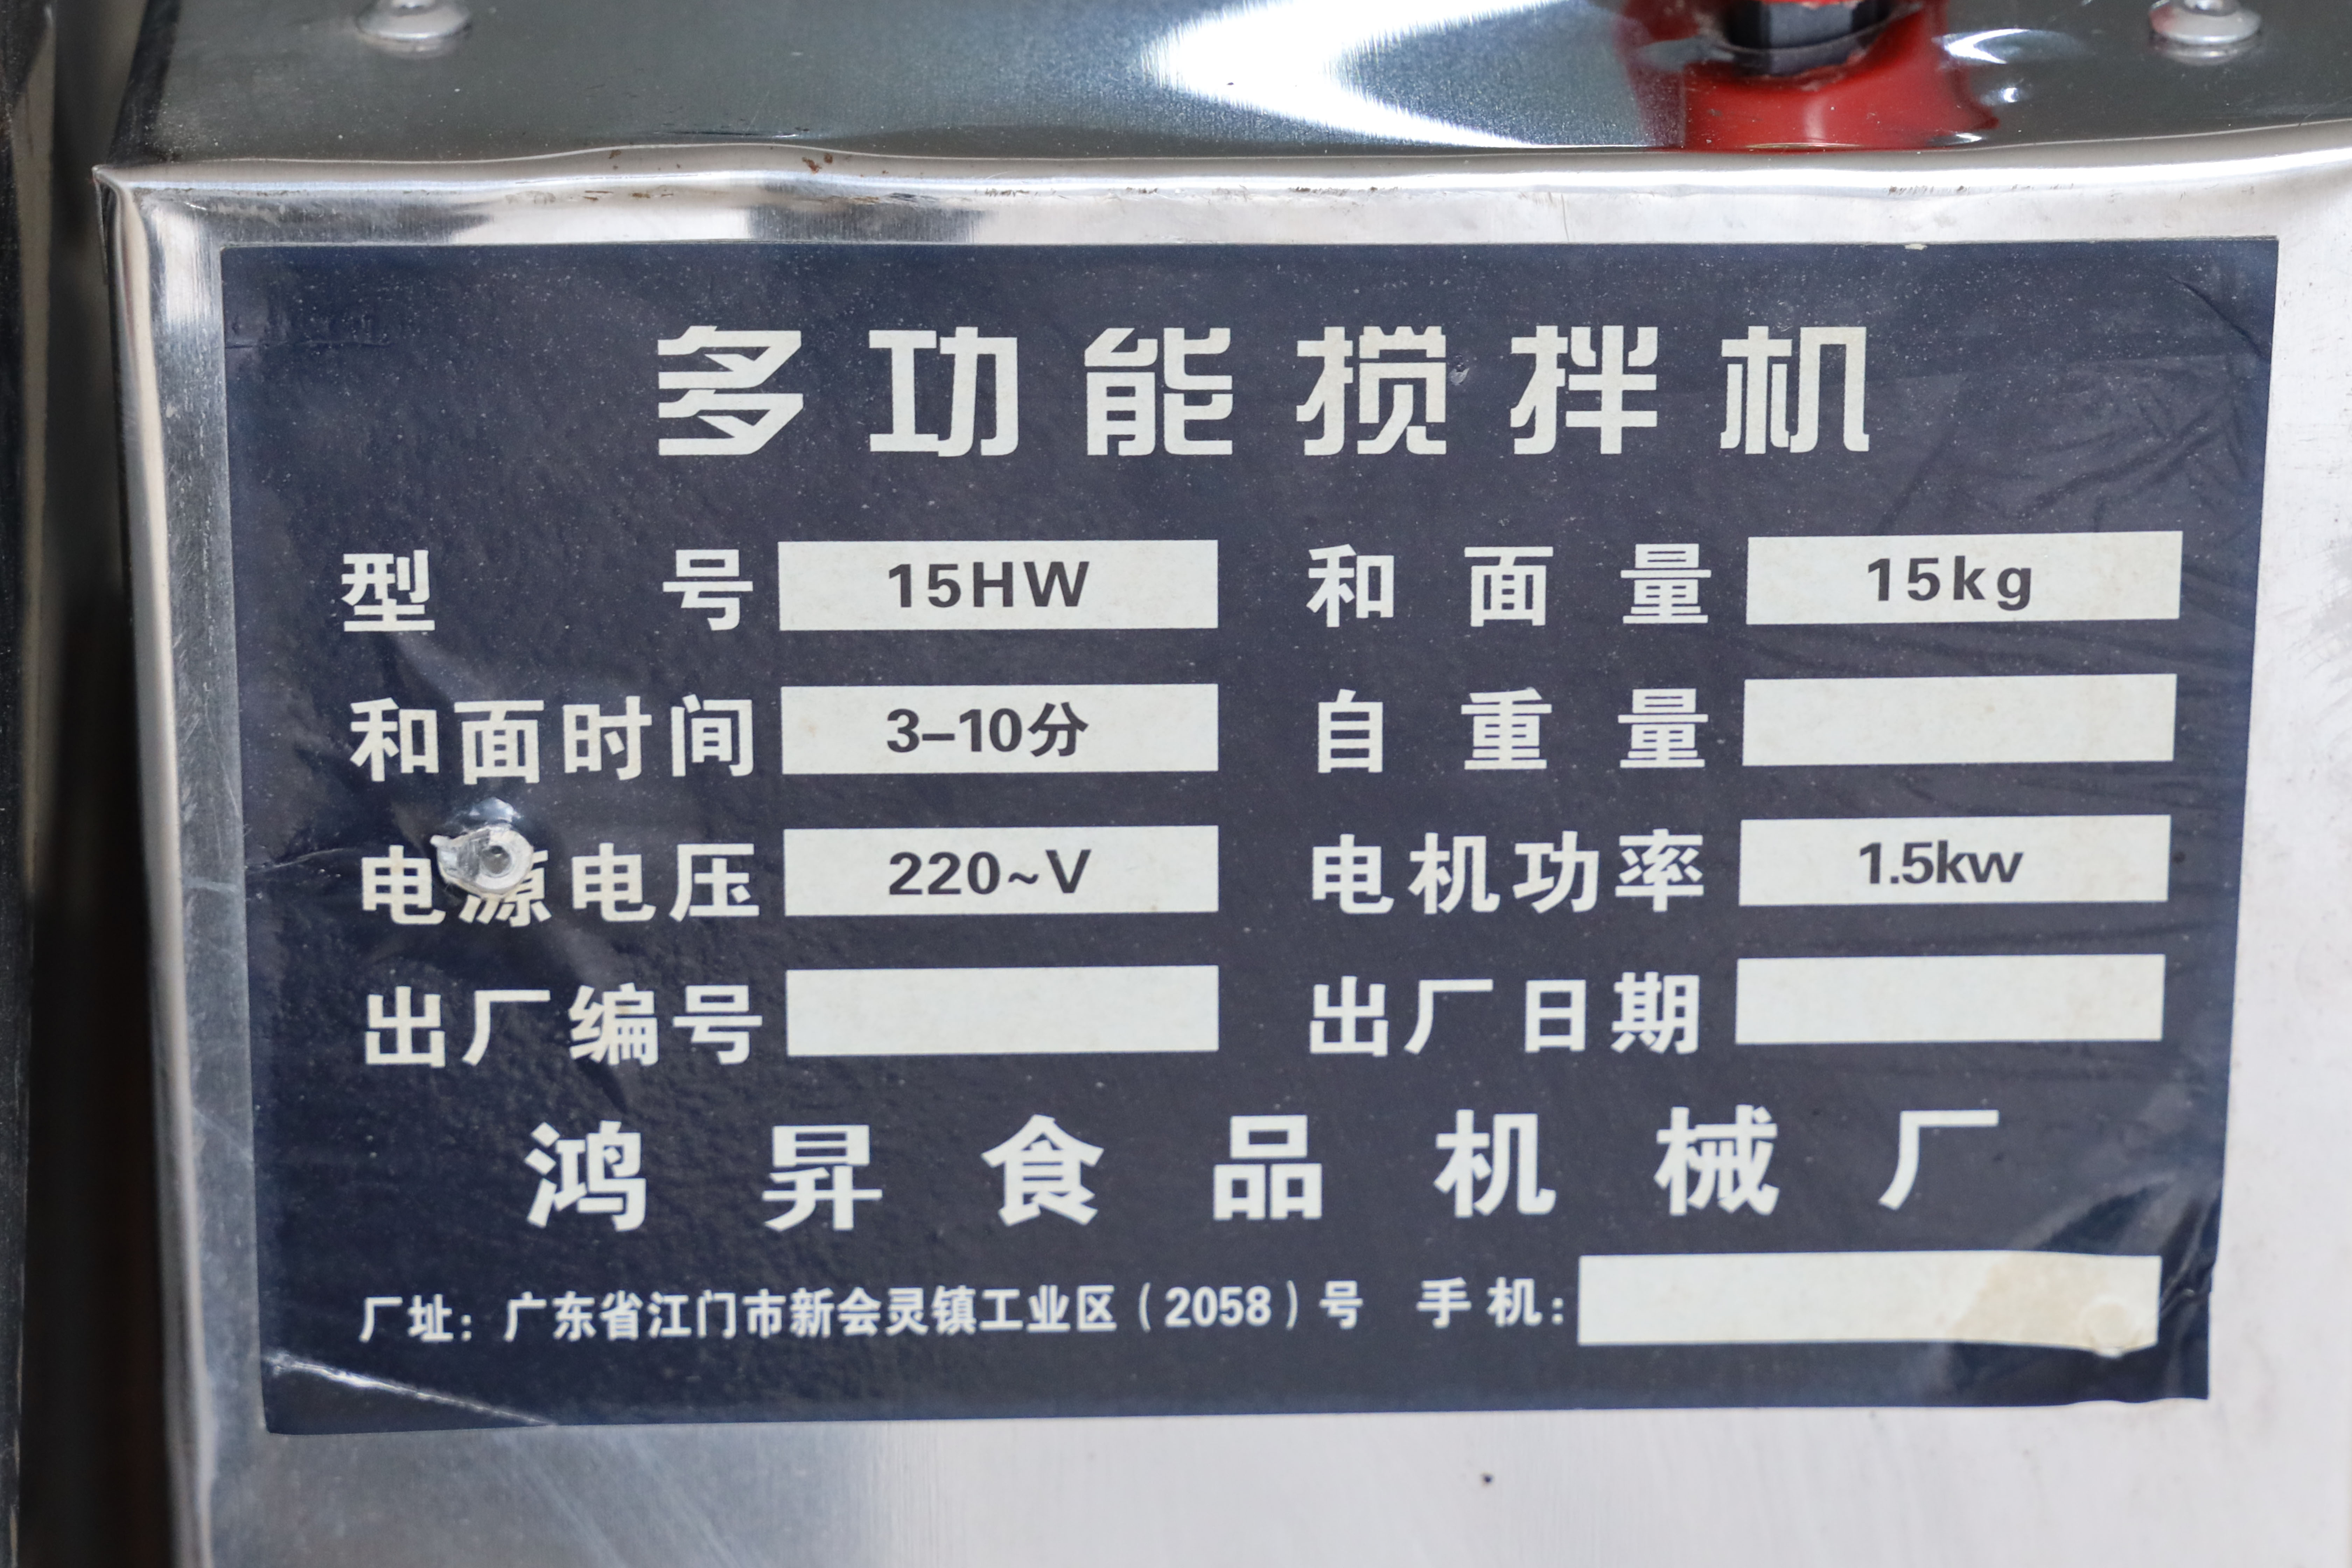 多功能搅拌机
型号 15HW 和面量 15kg
和面时间 3–10分 自重量
电源电压 220~V 电机功率 1.5kw
出厂编号 出厂日期
鸿昇食品机械厂
厂址：广东省江门市新会灵镇工业区（2058）号 手机：